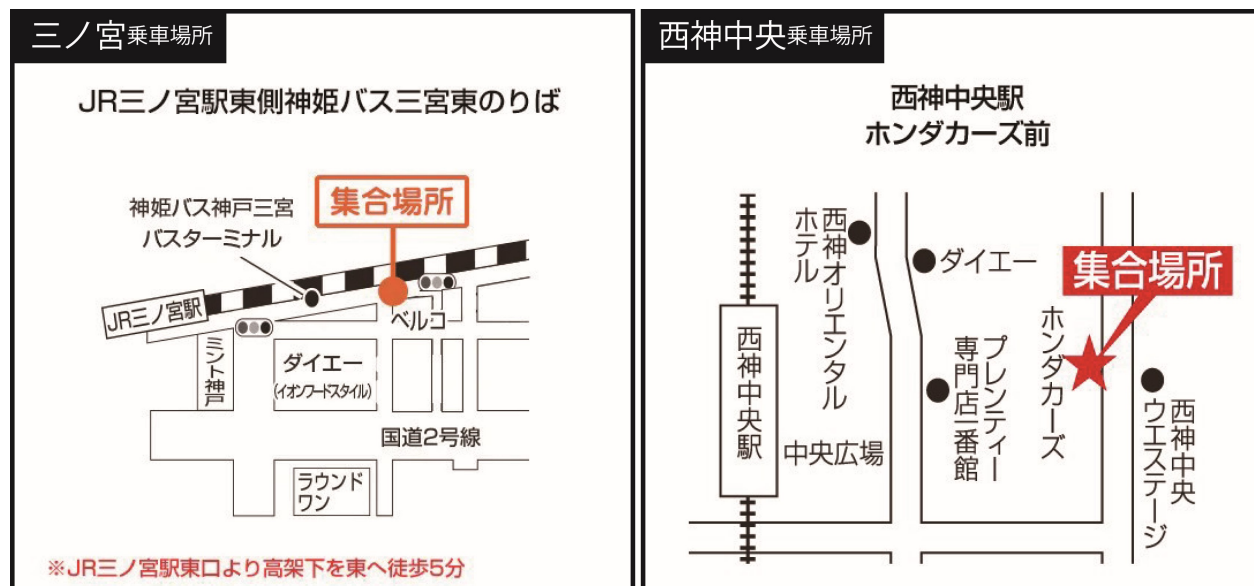 三ノ宮乗車場所
JR三ノ宮駅東側神姫バス三宮東のりば
集合場所
神姫バス神戸三宮
バスターミナル
JR三ノ宮駅
ベルコ
ミント神戸
ダイエー
(イオンフードスタイル)
国道2号線
ラウンド
ワン
※JR三ノ宮駅東口より高架下を東へ徒歩5分
西神中央乗車場所
西神中央駅
ホンダカーズ前
西神オリエンタル
ホテル
ダイエー
集合場所
西神中央駅
中央広場
プレンティー
専門店一番館
ホンダカーズ
西神中央
ウエステージ